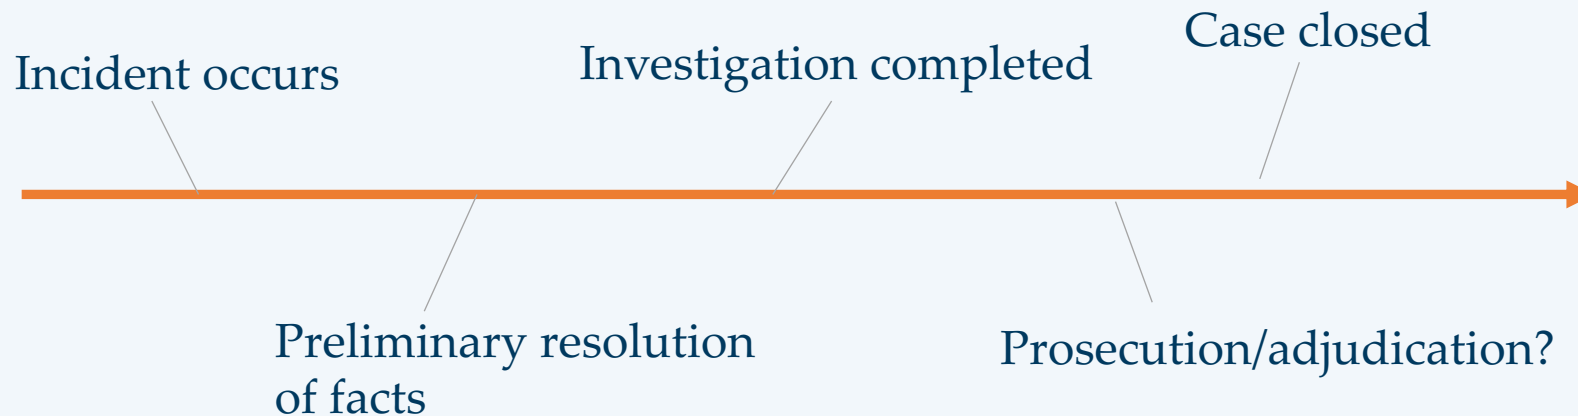 Incident occurs
Preliminary resolution
of facts
Investigation completed
Prosecution/adjudication?
Case closed